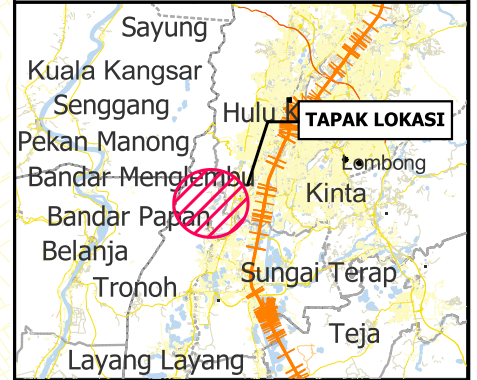 Sayung
Kuala Kangsar
Senggang
Hulu K
TAPAK LOKASI
Pekan Manong
Lombong
Bandar Menglembu
Kinta
Bandar Papan
Belanja
Sungai Terap
Tronoh
Teja
Layang Layang